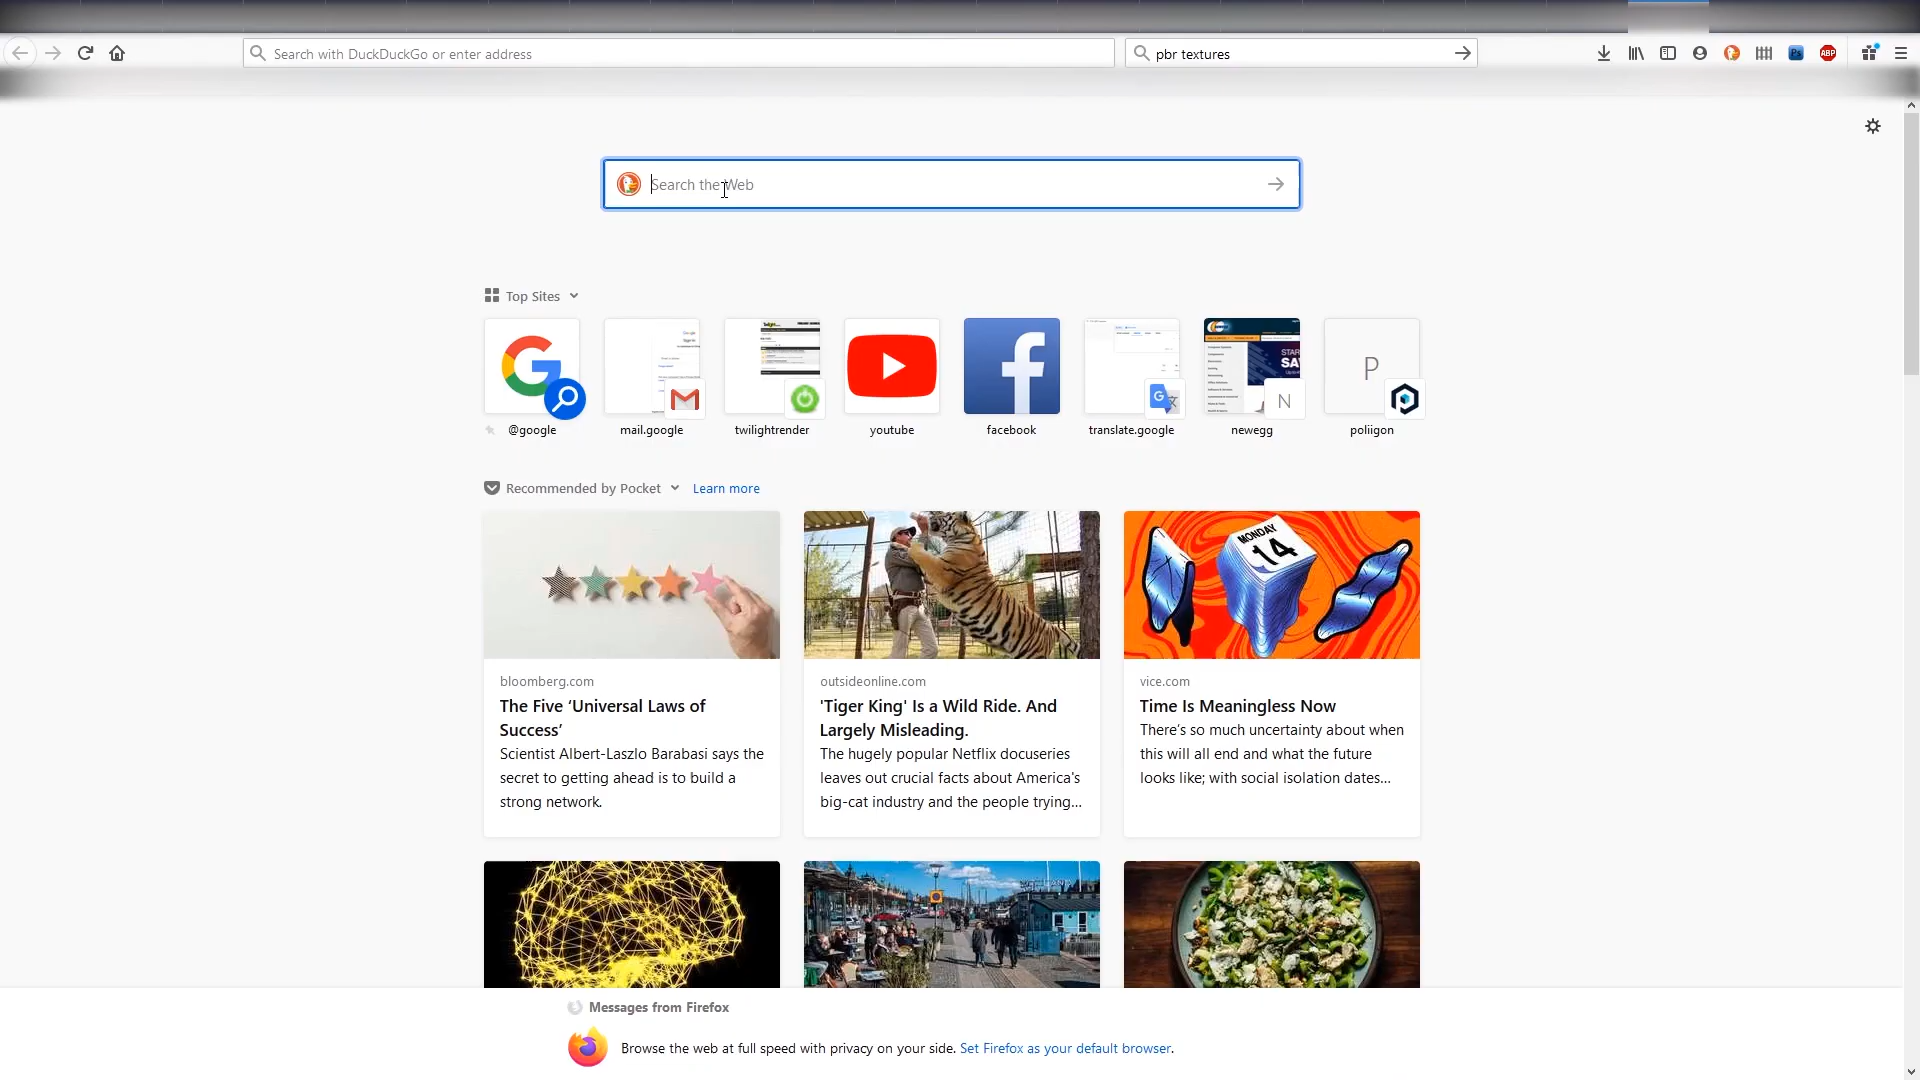 Search with DuckDuckGo or enter address
pbr textures
Ps
ABP
Search the Web
Top Sites
@google
mail.google
twilightrender
youtube
facebook
translate.google
N
newegg
P
poliigon
Recommended by Pocket
Learn more
MONDAY
14
bloomberg.com
The Five ‘Universal Laws of
Success’
Scientist Albert-Laszlo Barabasi says the
secret to getting ahead is to build a
strong network.
outsideonline.com
'Tiger King' Is a Wild Ride. And
Largely Misleading.
The hugely popular Netflix docuseries
leaves out crucial facts about America's
big-cat industry and the people trying...
vice.com
Time Is Meaningless Now
There's so much uncertainty about when
this will all end and what the future
looks like; with social isolation dates...
Messages from Firefox
Browse the web at full speed with privacy on your side. Set Firefox as your default browser.